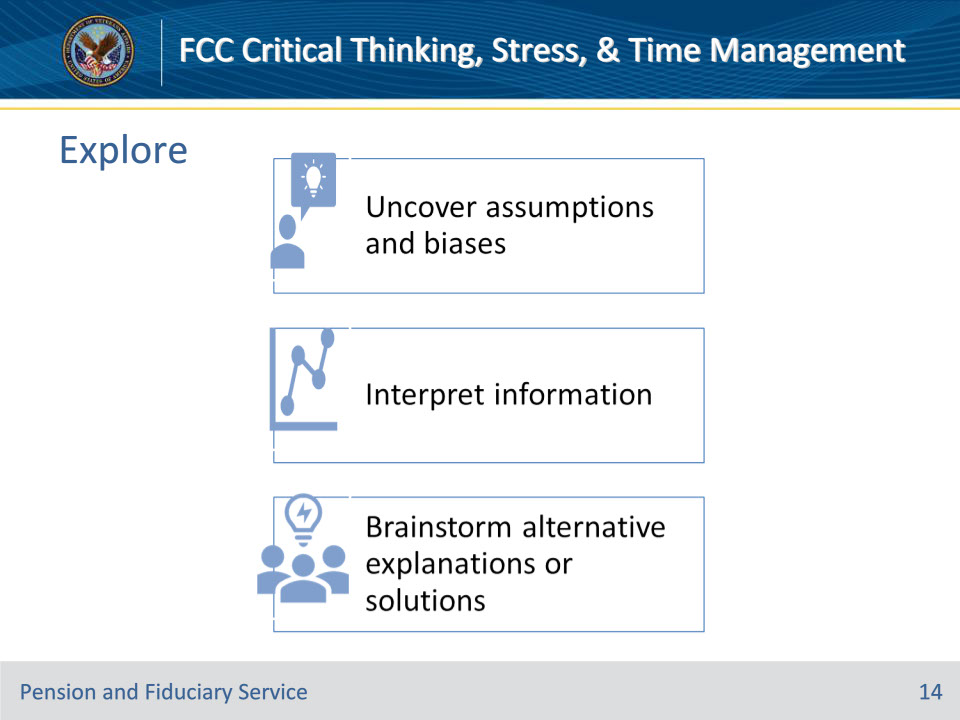 FCC Critical Thinking, Stress, & Time Management
Explore
Uncover assumptions
and biases
Interpret information
Brainstorm alternative
explanations or
solutions
Pension and Fiduciary Service
14